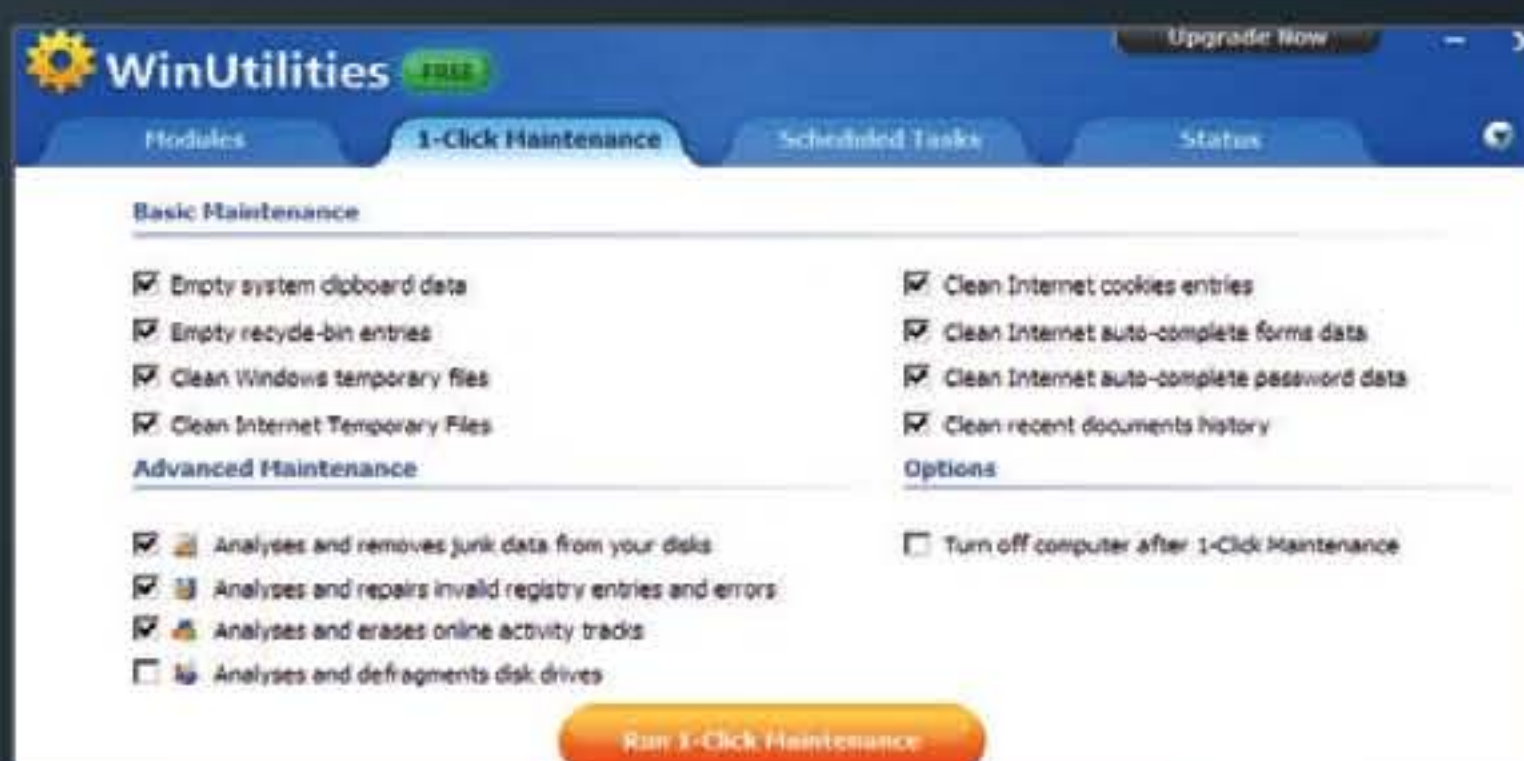 Upgrade Now
WinUtilities FREE
Modules
1-Click Maintenance
Scheduled Tasks
Status
Basic Maintenance
Empty system clipboard data
Empty recycle-bin entries
Clean Windows temporary files
Clean Internet Temporary Files
Clean Internet cookies entries
Clean Internet auto-complete forms data
Clean Internet auto-complete password data
Clean recent documents history
Advanced Maintenance
Analyses and removes junk data from your disks
Analyses and repairs invalid registry entries and errors
Analyses and erases online activity tracks
Analyses and defragments disk drives
Options
Turn off computer after 1-Click Maintenance
Run 1-Click Maintenance